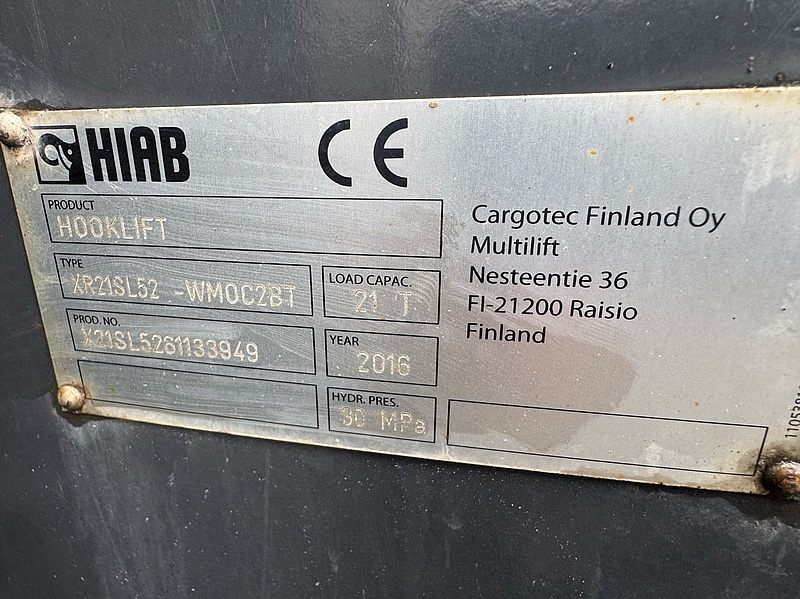 HIAB CE
PRODUCT
HOOKLIFT
TYPE
XR21SL52 -WMOC2BT
LOAD CAPAC.
21 T
PROD. NO.
X21SL5261133949
YEAR
2016
HYDR. PRES.
30 MPa
Cargotec Finland Oy
Multilift
Nesteentie 36
FI-21200 Raisio
Finland